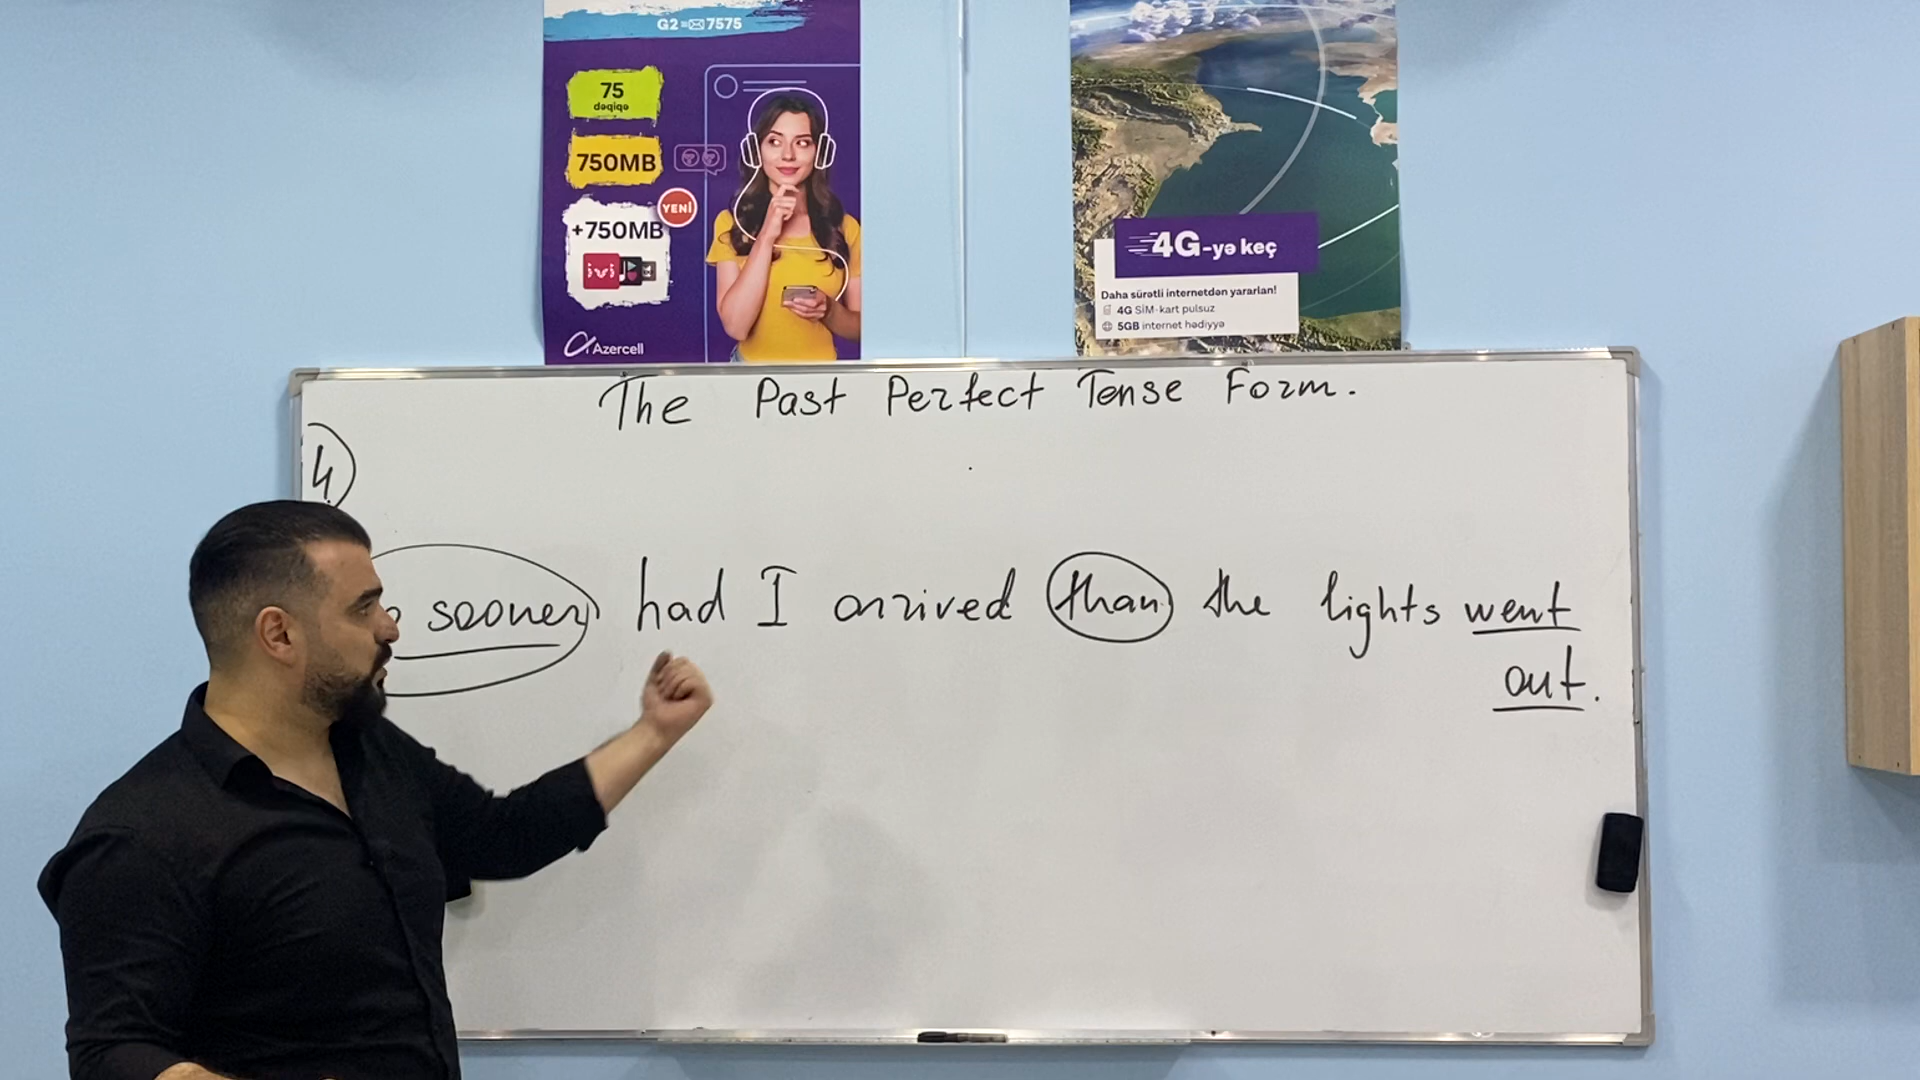 G2 = 7575
75
dəqiqə
750MB
YENİ
+750MB
ivi
Azercell
4G-yə keç
Daha sürətli internetdən yararlan!
4G SİM-kart pulsuz
5GB internet hədiyyə
The Past Perfect Tense Form.
4
sooner had I arrived than the lights went
out.